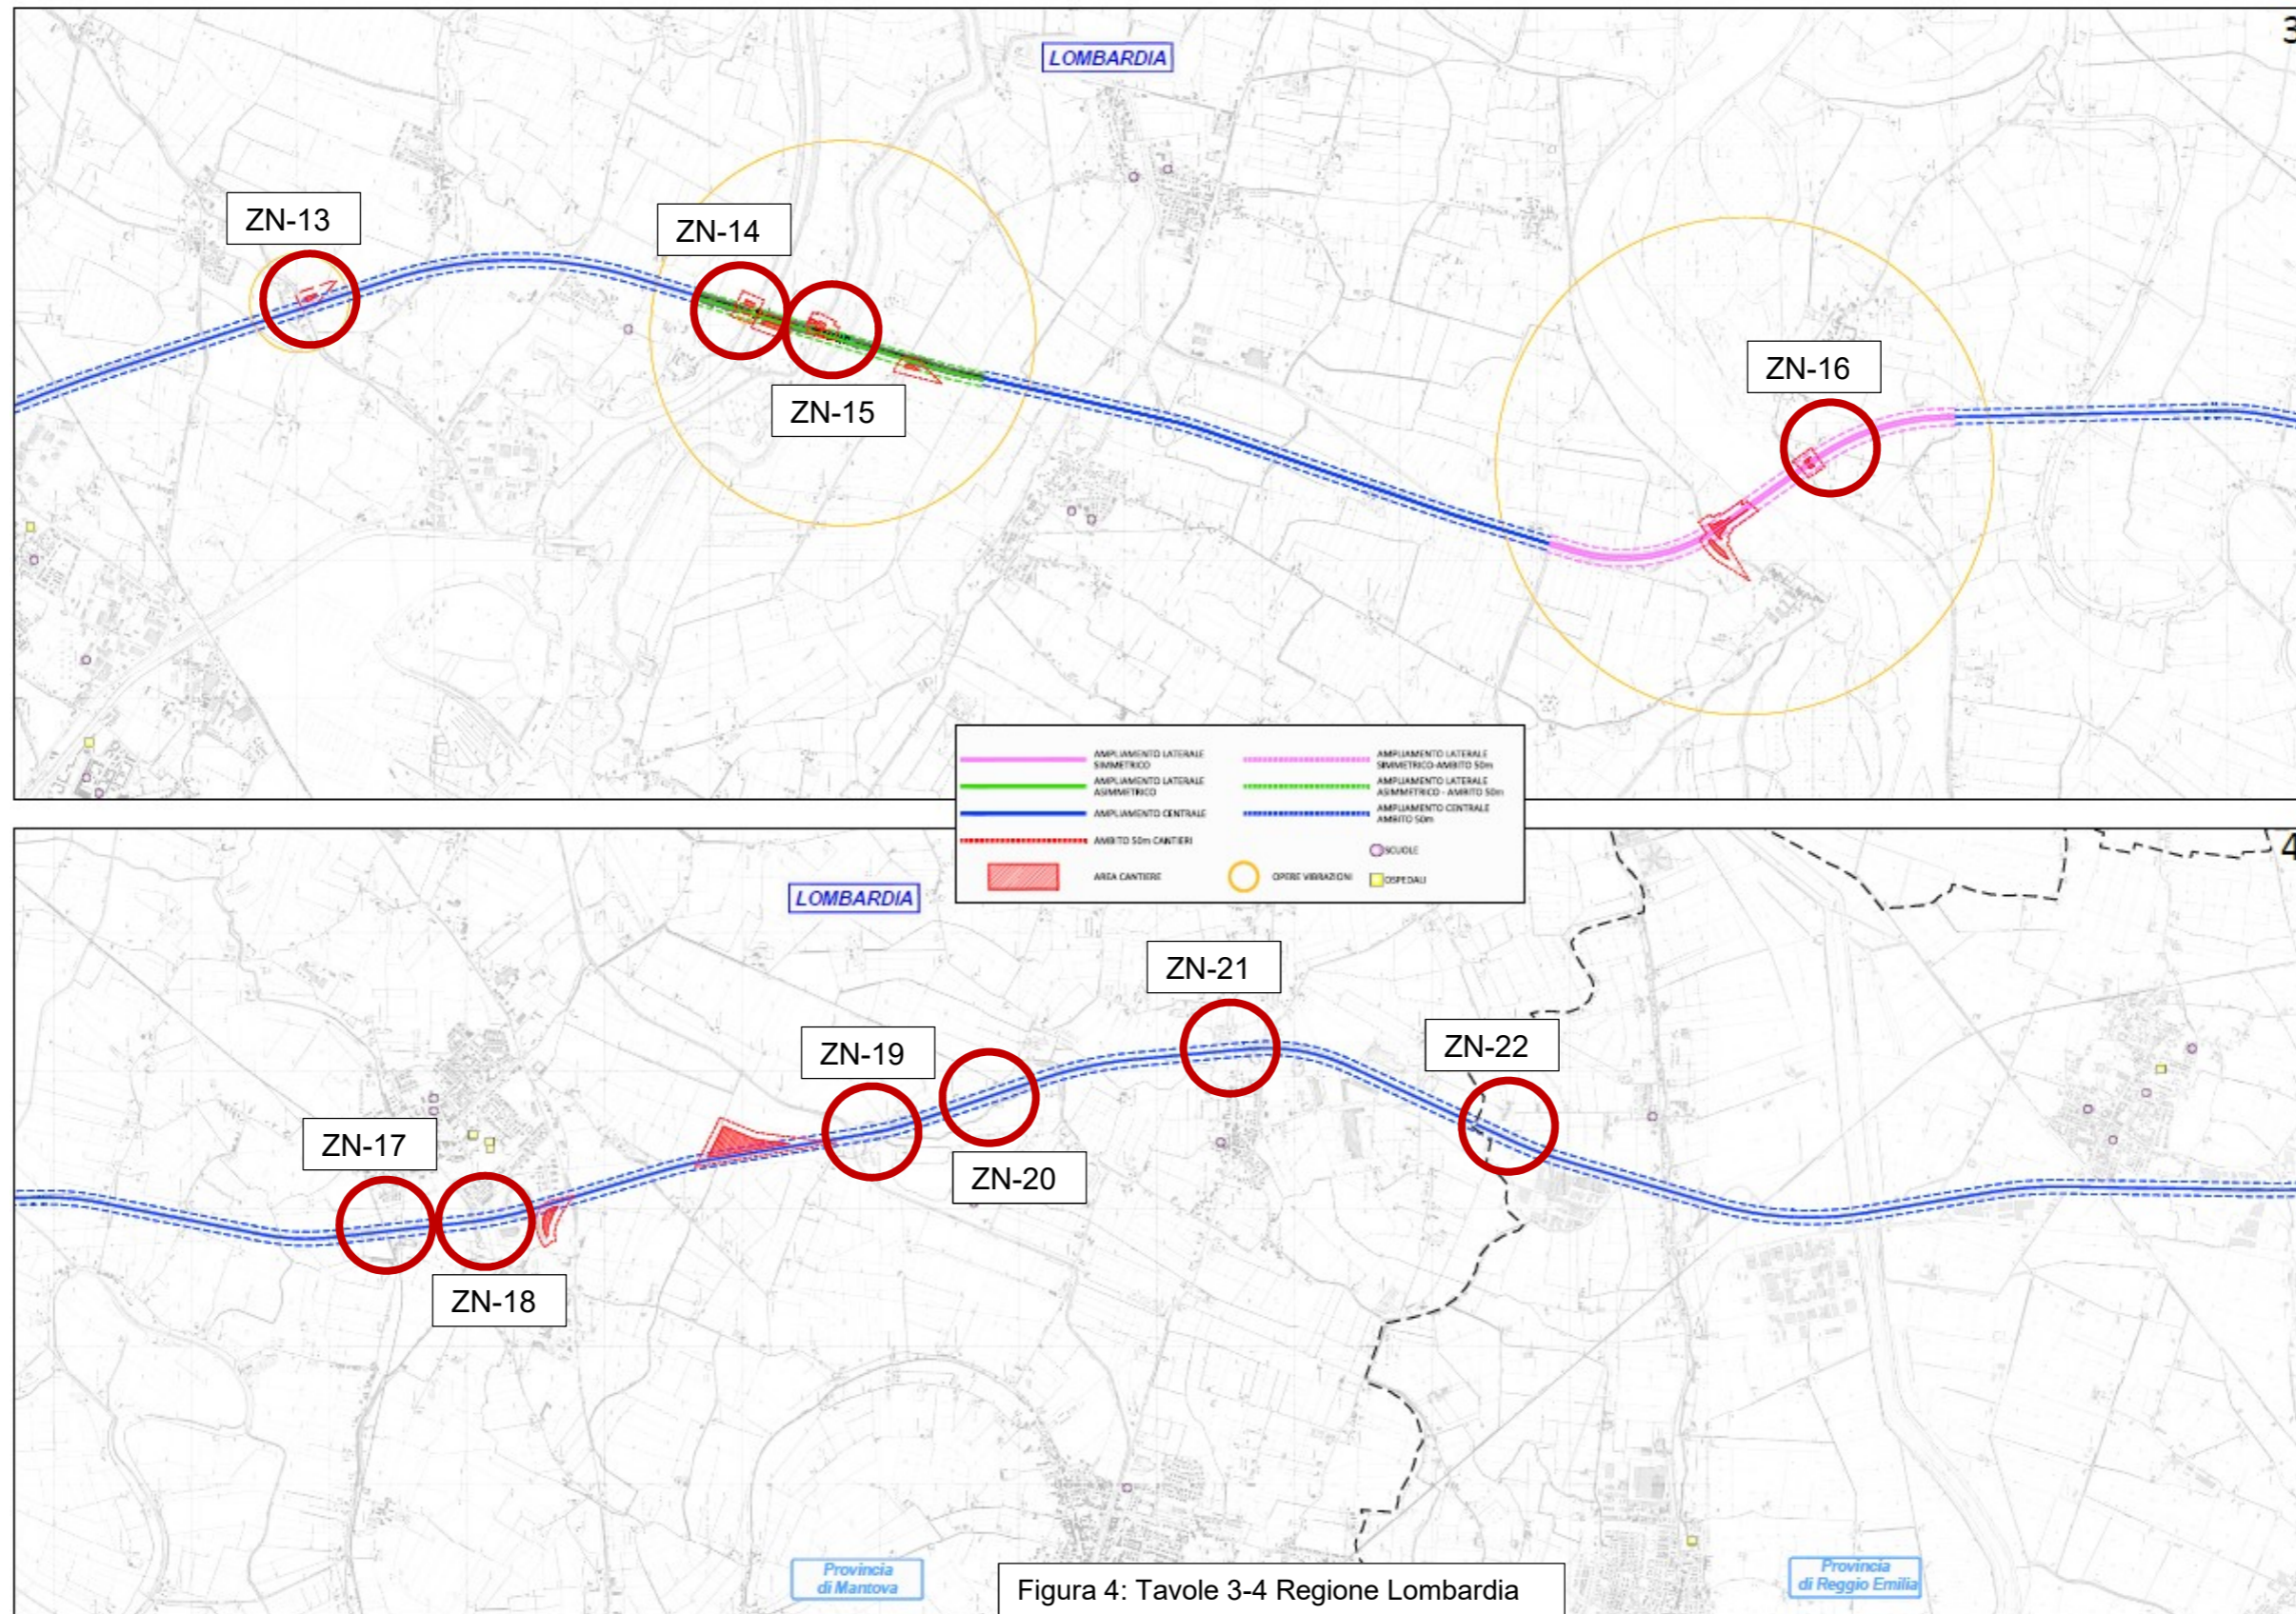 3
LOMBARDIA
ZN-13
ZN-14
ZN-15
ZN-16
AMPLIAMENTO LATERALE
SIMMETRICO
AMPLIAMENTO LATERALE
SIMMETRICO-AMBITO 50m
AMPLIAMENTO LATERALE
ASIMMETRICO
AMPLIAMENTO LATERALE
ASIMMETRICO - AMBITO 50m
AMPLIAMENTO CENTRALE
AMPLIAMENTO CENTRALE
AMBITO 50m
AMBITO 50m CANTIERI
SCUOLE
AREA CANTIERE
OPERE VIBRAZIONI
OSPEDALI
4
LOMBARDIA
ZN-21
ZN-19
ZN-22
ZN-17
ZN-20
ZN-18
Provincia
di Mantova
Provincia
di Reggio Emilia
Figura 4: Tavole 3-4 Regione Lombardia